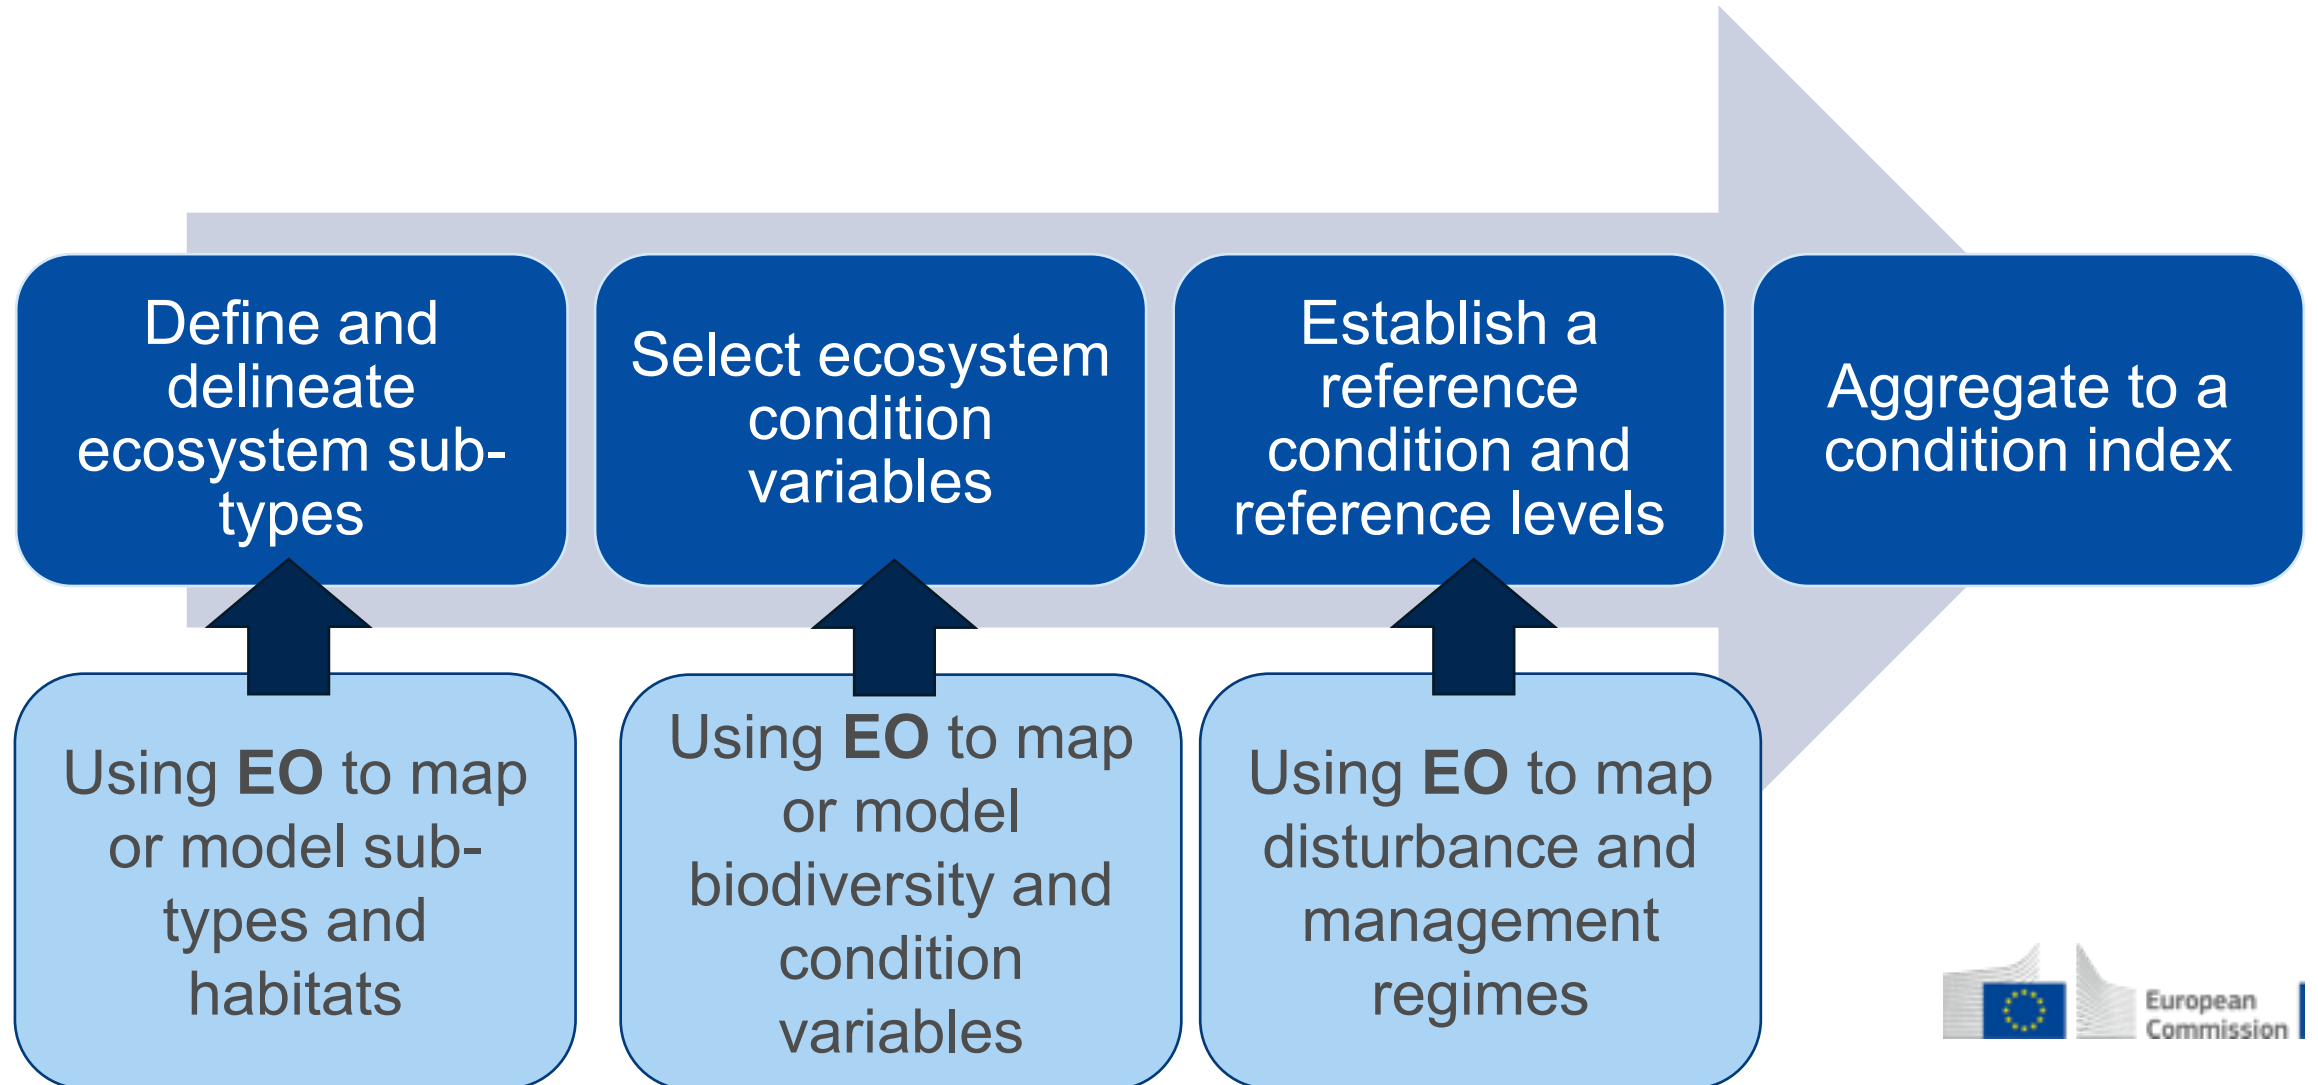 Define and
delineate
ecosystem sub-
types
Select ecosystem
condition
variables
Establish a
reference
condition and
reference levels
Aggregate to a
condition index
Using EO to map
or model sub-
types and
habitats
Using EO to map
or model
biodiversity and
condition
variables
Using EO to map
disturbance and
management
regimes
European
Commission